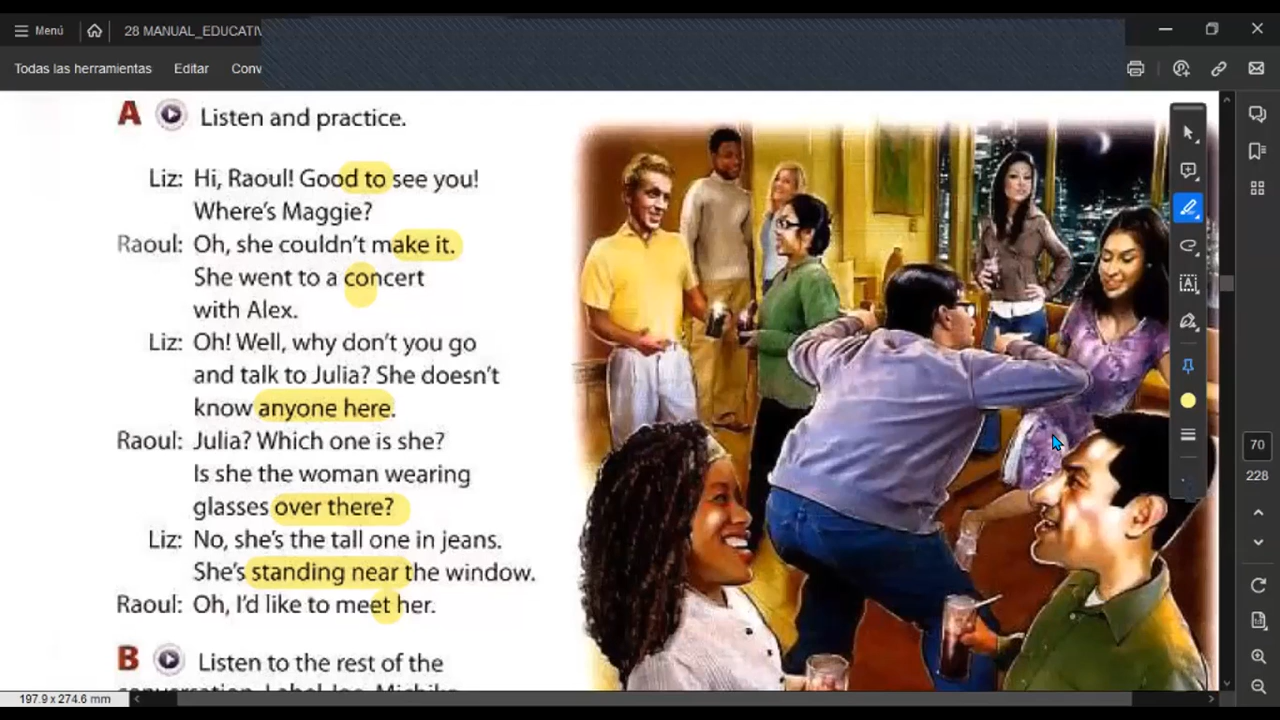 Menú
28 MANUAL_EDUCATIV
Todas las herramientas Editar Conv
A Listen and practice.
Liz: Hi, Raoul! Good to see you!
Where's Maggie?
Raoul: Oh, she couldn't make it.
She went to a concert
with Alex.
Liz: Oh! Well, why don't you go
and talk to Julia? She doesn't
know anyone here.
Raoul: Julia? Which one is she?
Is she the woman wearing
glasses over there?
Liz: No, she's the tall one in jeans.
She's standing near the window.
Raoul: Oh, I'd like to meet her.
B Listen to the rest of the
70
228
197.9 x 274.6 mm